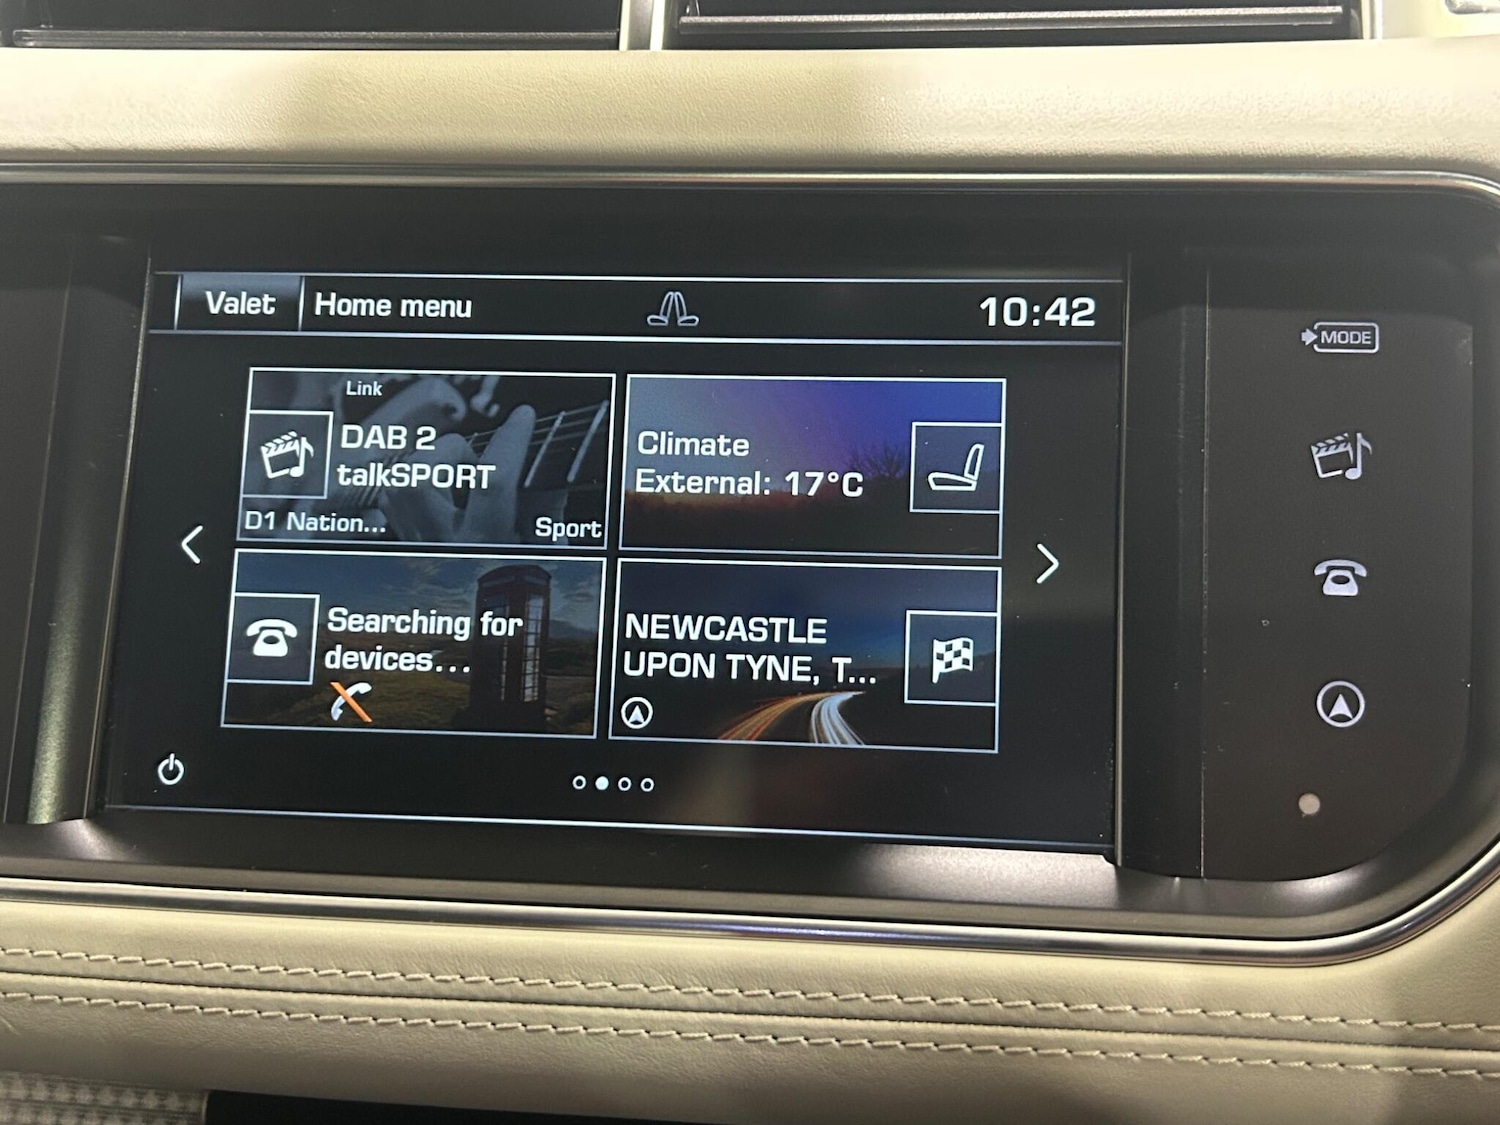 Valet
Home menu
10:42
MODE
Link
DAB 2
talkSPORT
D1 Nation...
Sport
Climate
External: 17°C
Searching for
devices...
NEWCASTLE
UPON TYNE, T...